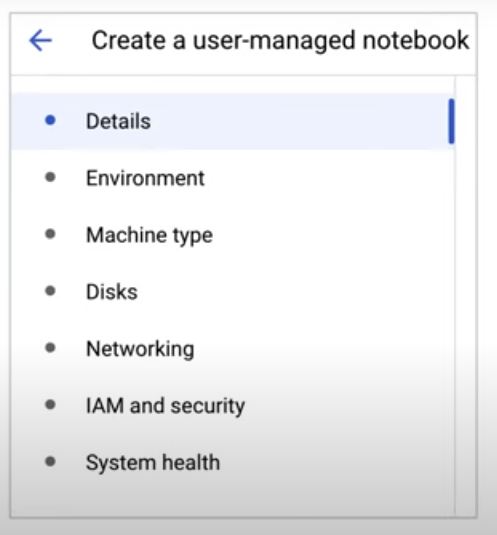 Create a user-managed notebook
Details
Environment
Machine type
Disks
Networking
IAM and security
System health